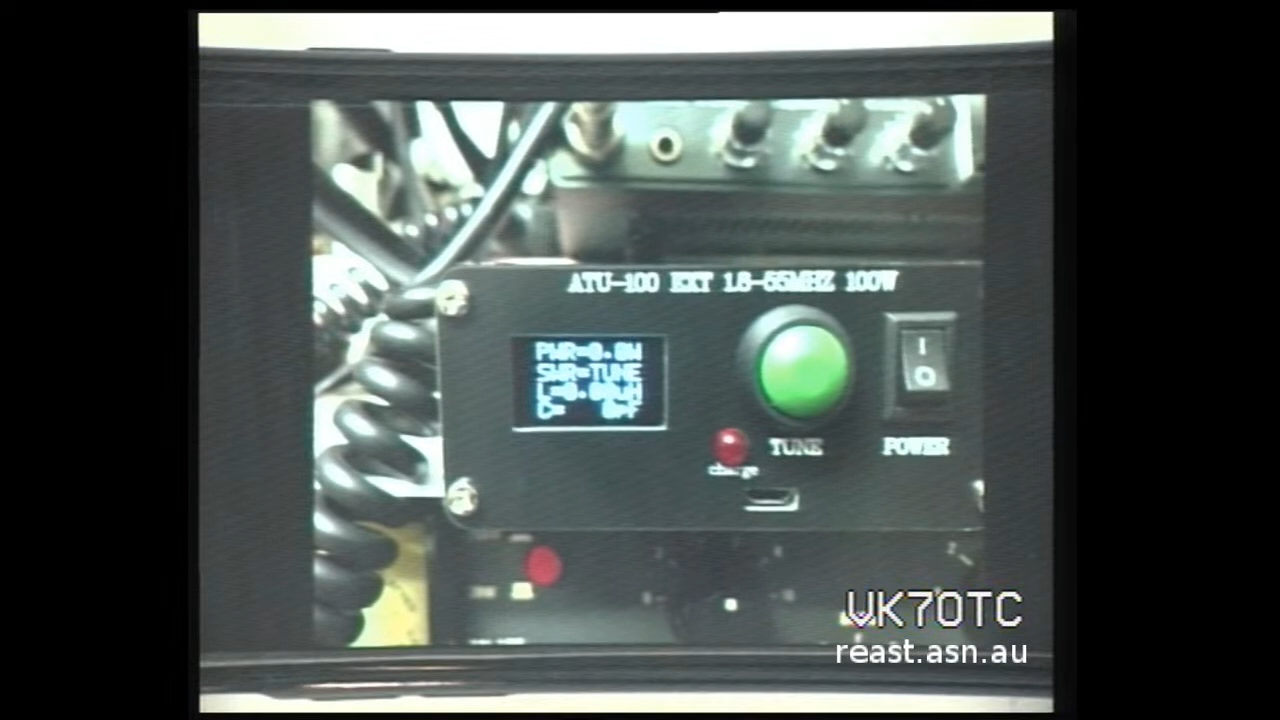 ATU-100 EXT 1.8-55MHZ 100W
PWR=0.0W
SWR=TUNE
L=0.00uH
C= Off
I
O
TUNE
POWER
charge
VK7OTC
reast.asn.au